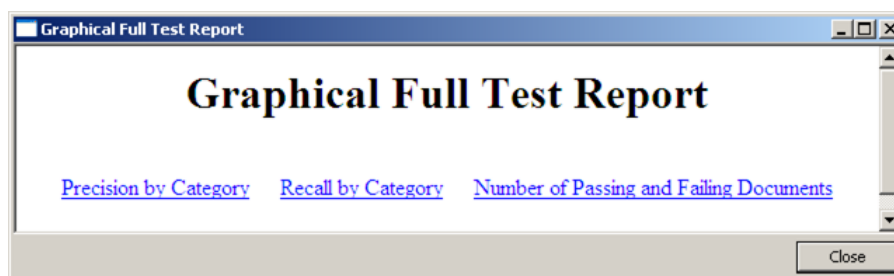 Graphical Full Test Report
Graphical Full Test Report
Precision by Category Recall by Category Number of Passing and Failing Documents
Close